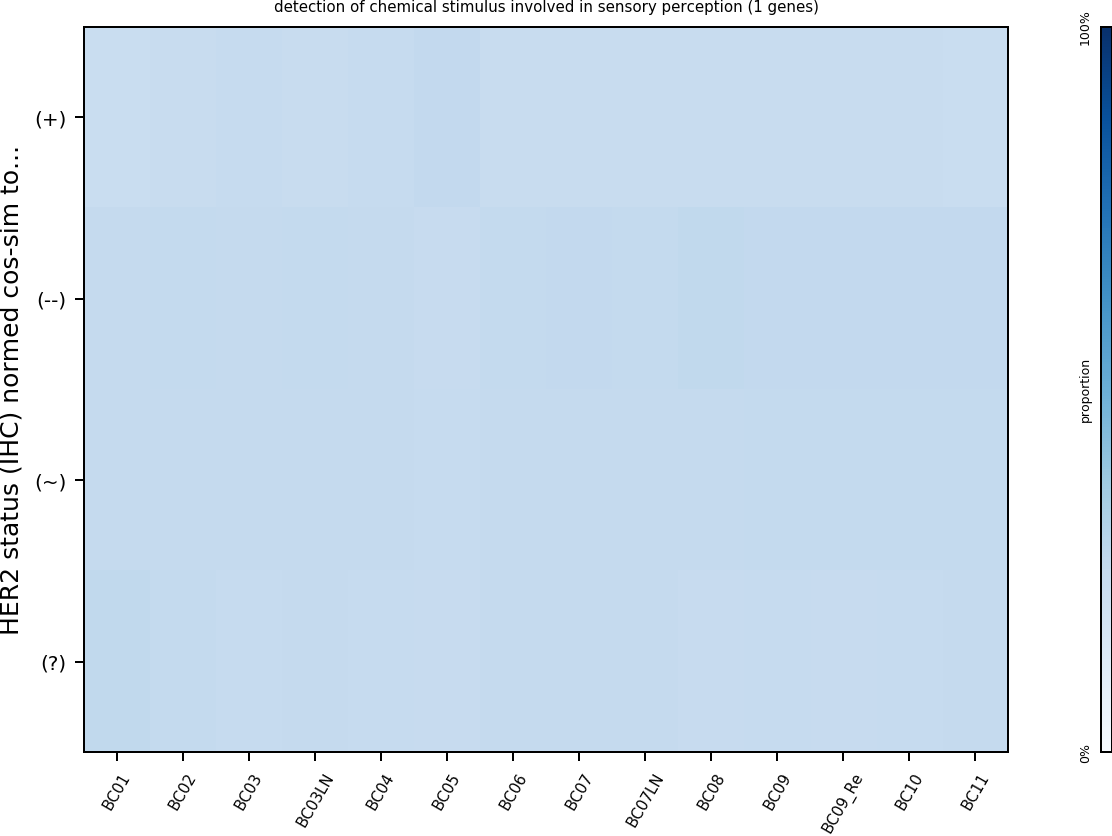 detection of chemical stimulus involved in sensory perception (1 genes)
HER2 status (IHC) normed cos-sim to...
(+)
(--)
(~)
(?)
BC01
BC02
BC03
BC03LN
BC04
BC05
BC06
BC07
BC07LN
BC08
BC09
BC09_Re
BC10
BC11
100%
proportion
0%